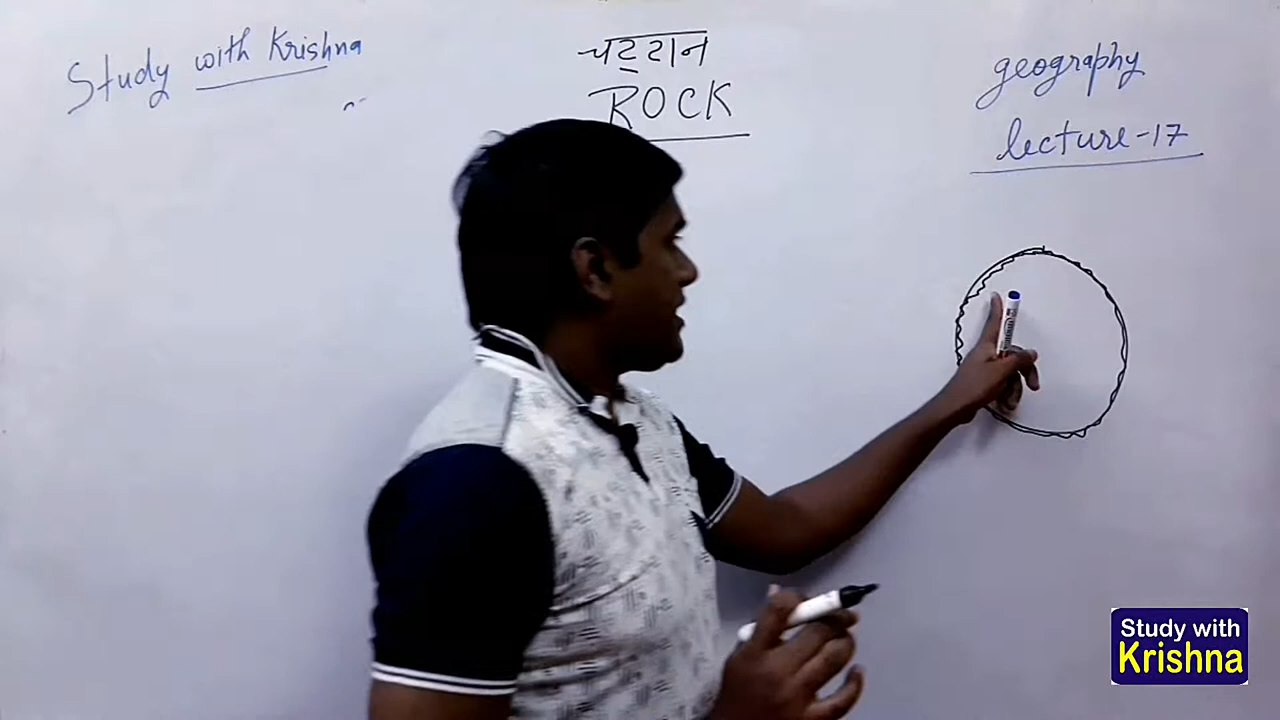 Study with Krishna
चट्टान
ROCK
geography
lecture-17
Study with
Krishna